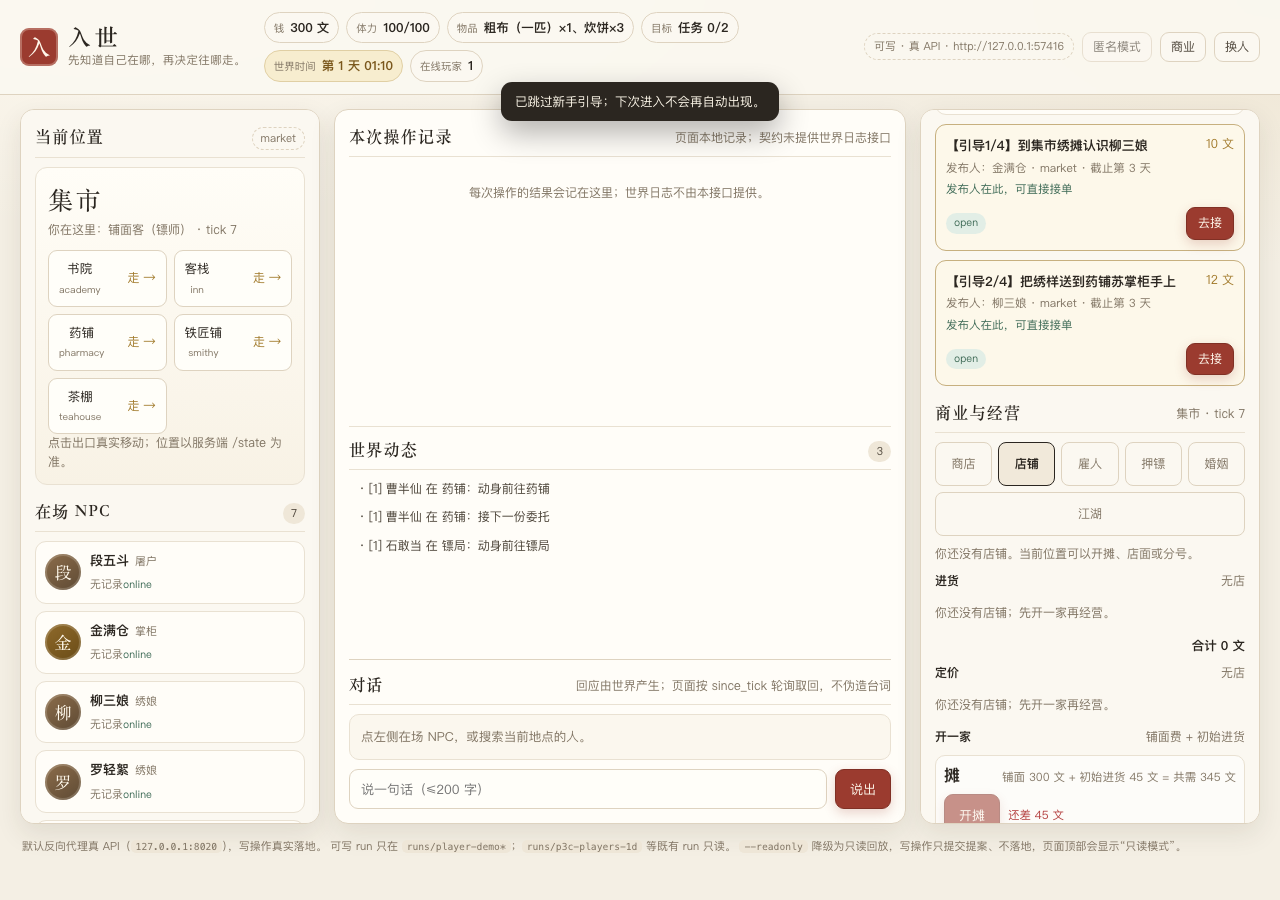 入
入世
先知道自己在哪，再决定往哪走。
钱 300 文
体力 100/100
物品 粗布（一匹）×1、炊饼×3
目标 任务 0/2
世界时间 第 1 天 01:10
在线玩家 1
可写 · 真 API · http://127.0.0.1:57416
匿名模式
商业
换人
已跳过新手引导；下次进入不会再自动出现。
当前位置
market
集市
你在这里：铺面客（镖师） · tick 7
书院
academy
走 →
客栈
inn
走 →
药铺
pharmacy
走 →
铁匠铺
smithy
走 →
茶棚
teahouse
走 →
点击出口真实移动；位置以服务端 /state 为
准。
在场 NPC
7
段
段五斗 屠户
无记录online
金
金满仓 掌柜
无记录online
柳
柳三娘 绣娘
无记录online
罗
罗轻絮 绣娘
无记录online
本次操作记录
页面本地记录；契约未提供世界日志接口
每次操作的结果会记在这里；世界日志不由本接口提供。
世界动态
3
· [1] 曹半仙 在 药铺：动身前往药铺
· [1] 曹半仙 在 药铺：接下一份委托
· [1] 石敢当 在 镖局：动身前往镖局
对话
回应由世界产生；页面按 since_tick 轮询取回，不伪造台词
点左侧在场 NPC，或搜索当前地点的人。
说一句话（≤200 字）
说出
【引导1/4】到集市绣摊认识柳三娘
10 文
发布人：金满仓 · market · 截止第 3 天
发布人在此，可直接接单
open
去接
【引导2/4】把绣样送到药铺苏掌柜手上
12 文
发布人：柳三娘 · market · 截止第 3 天
发布人在此，可直接接单
open
去接
商业与经营
集市 · tick 7
商店
店铺
雇人
押镖
婚姻
江湖
你还没有店铺。当前位置可以开摊、店面或分号。
进货
无店
你还没有店铺；先开一家再经营。
合计 0 文
定价
无店
你还没有店铺；先开一家再经营。
开一家
铺面费 + 初始进货
摊
铺面 300 文 + 初始进货 45 文 = 共需 345 文
开摊
还差 45 文
默认反向代理真 API（ 127.0.0.1:8020 ），写操作真实落地。 可写 run 只在 runs/player-demo* ； runs/p3c-players-1d 等既有 run 只读。 --readonly 降级为只读回放，写操作只提交提案、不落地，页面顶部会显示“只读模式”。